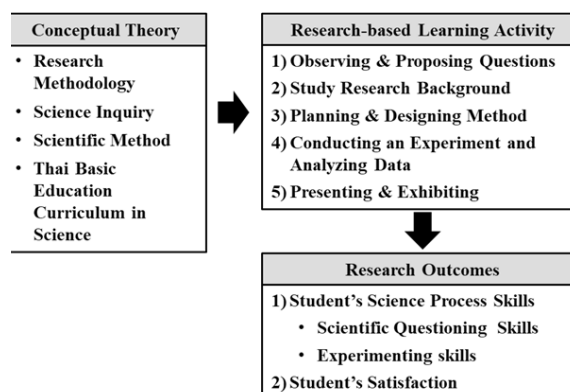 Conceptual Theory
• Research
Methodology
• Science Inquiry
• Scientific Method
• Thai Basic
Education
Curriculum in
Science
Research-based Learning Activity
1) Observing & Proposing Questions
2) Study Research Background
3) Planning & Designing Method
4) Conducting an Experiment and
Analyzing Data
5) Presenting & Exhibiting
Research Outcomes
1) Student's Science Process Skills
• Scientific Questioning Skills
• Experimenting skills
2) Student's Satisfaction